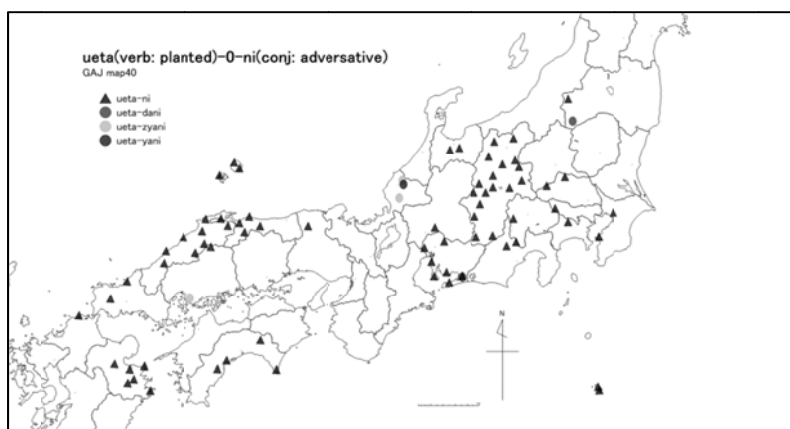 ueta(verb: planted)-0-ni(conj: adversative)
GAJ map40
ueta-ni
ueta-dani
ueta-zyani
ueta-yani
N